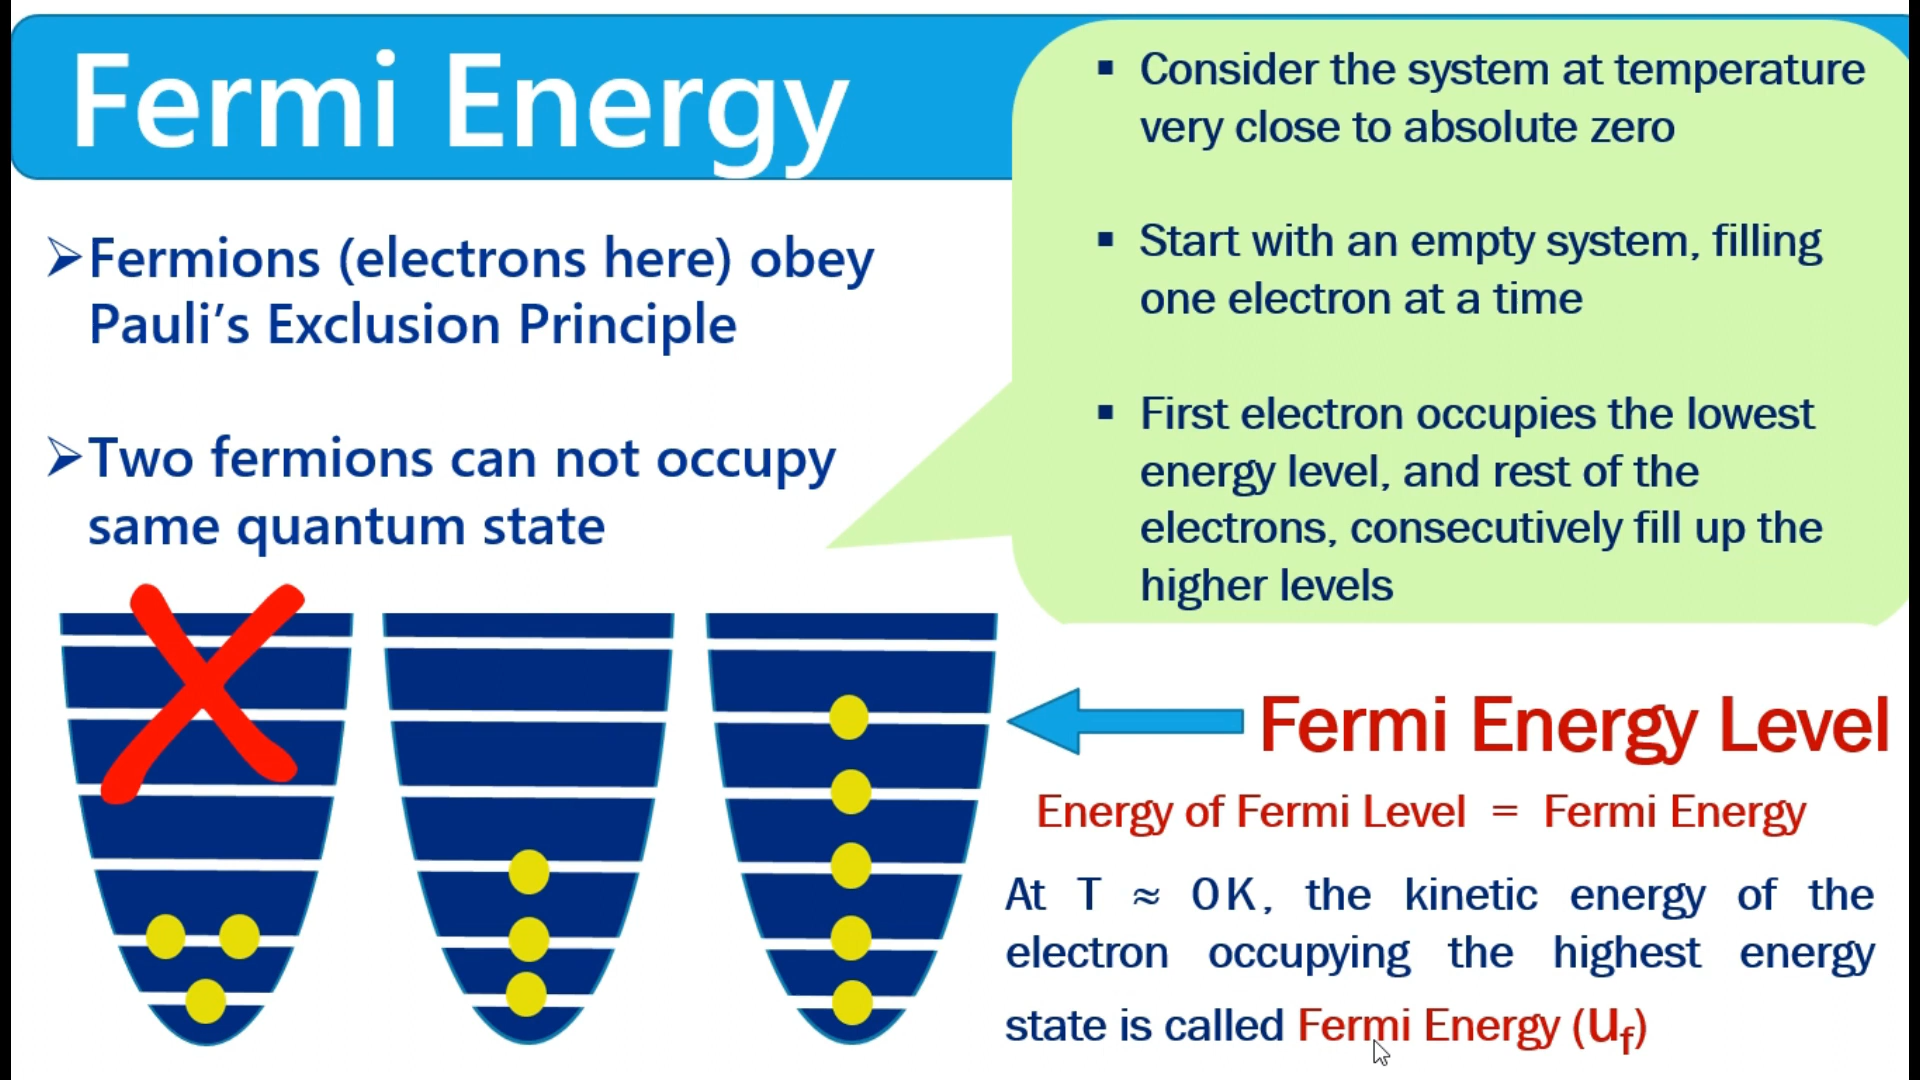 Fermi Energy
➢Fermions (electrons here) obey
Pauli’s Exclusion Principle
➢Two fermions can not occupy
same quantum state
▪ Consider the system at temperature
very close to absolute zero
▪ Start with an empty system, filling
one electron at a time
▪ First electron occupies the lowest
energy level, and rest of the
electrons, consecutively fill up the
higher levels
Fermi Energy Level
Energy of Fermi Level = Fermi Energy
At T ≈ 0 K, the kinetic energy of the
electron occupying the highest energy
state is called Fermi Energy (uf)